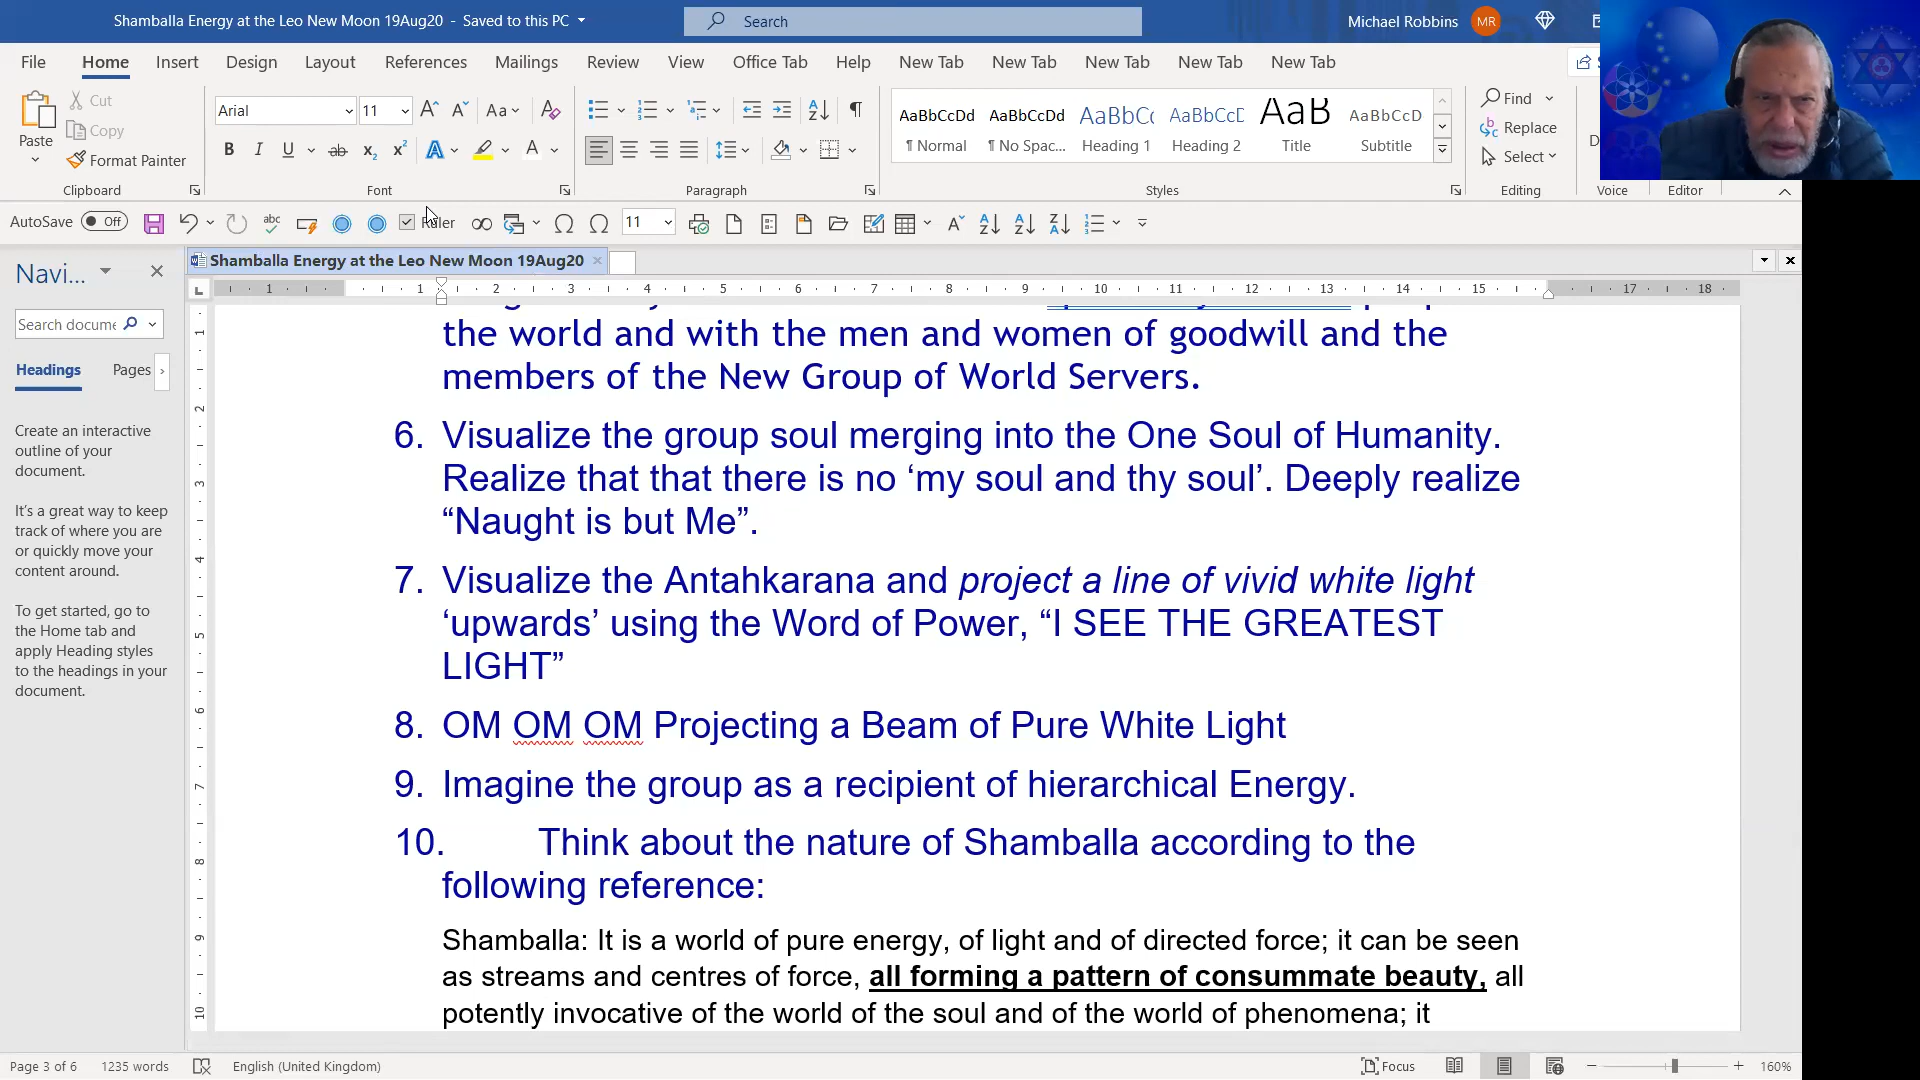 Shamballa Energy at the Leo New Moon 19Aug20 - Saved to this PC
Search
Michael Robbins
MR
File Home Insert Design Layout References Mailings Review View Office Tab Help New Tab New Tab New Tab New Tab New Tab
Paste
Cut
Copy
Format Painter
Clipboard
Arial 11
Font
Paragraph
AaBbCcDd AaBbCcDd AaBbCc AaBbCcC AaB AaBbCcD
¶ Normal ¶ No Spac... Heading 1 Heading 2 Title Subtitle
Styles
Find
Replace
Select
Editing
Voice
Editor
AutoSave Off
Ruler
11
Navi...
Shamballa Energy at the Leo New Moon 19Aug20
Search docume
Headings Pages
Create an interactive
outline of your
document.
It's a great way to keep
track of where you are
or quickly move your
content around.
To get started, go to
the Home tab and
apply Heading styles
to the headings in your
document.
the world and with the men and women of goodwill and the
members of the New Group of World Servers.
6. Visualize the group soul merging into the One Soul of Humanity.
Realize that that there is no ‘my soul and thy soul’. Deeply realize
“Naught is but Me”.
7. Visualize the Antahkarana and project a line of vivid white light
‘upwards’ using the Word of Power, “I SEE THE GREATEST
LIGHT”
8. OM OM OM Projecting a Beam of Pure White Light
9. Imagine the group as a recipient of hierarchical Energy.
10. Think about the nature of Shamballa according to the
following reference:
Shamballa: It is a world of pure energy, of light and of directed force; it can be seen
as streams and centres of force, all forming a pattern of consummate beauty, all
potently invocative of the world of the soul and of the world of phenomena; it
Page 3 of 6 1235 words English (United Kingdom)
Focus
160%